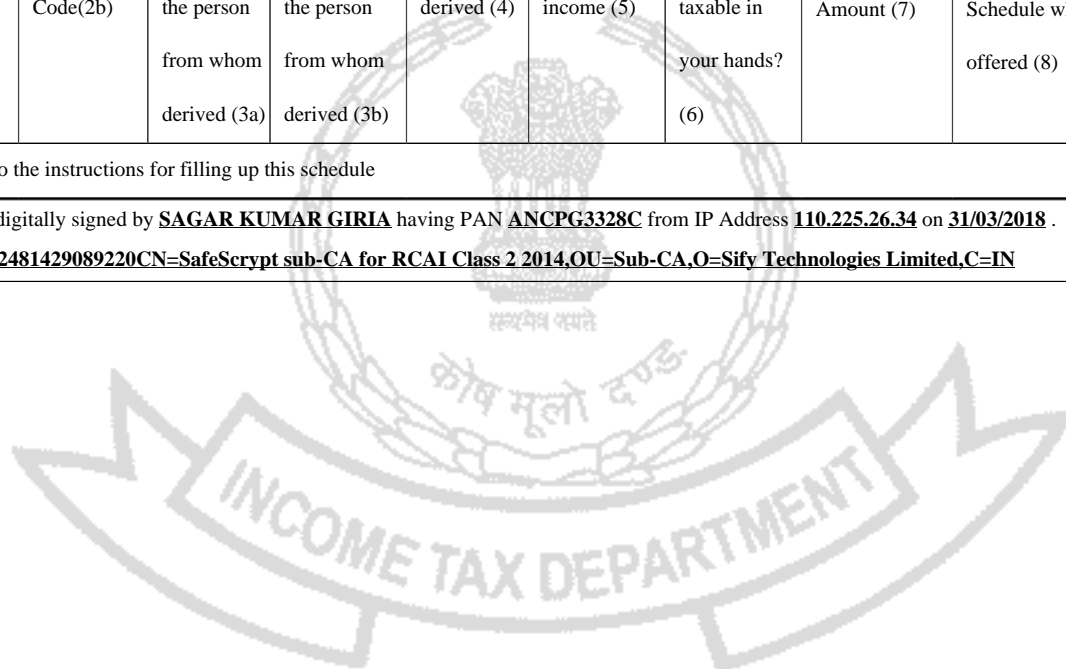 Code(2b) the person the person derived (4) income (5) taxable in Amount (7) Schedule w
from whom from whom your hands? offered (8)
derived (3a) derived (3b) (6)
o the instructions for filling up this schedule
digitally signed by SAGAR KUMAR GIRIA having PAN ANCPG3328C from IP Address 110.225.26.34 on 31/03/2018 .
2481429089220CN=SafeScrypt sub-CA for RCAI Class 2 2014,OU=Sub-CA,O=Sify Technologies Limited,C=IN
सत्यमेव जयते
कोष मूलो दण्ड
INCOME TAX DEPARTMENT